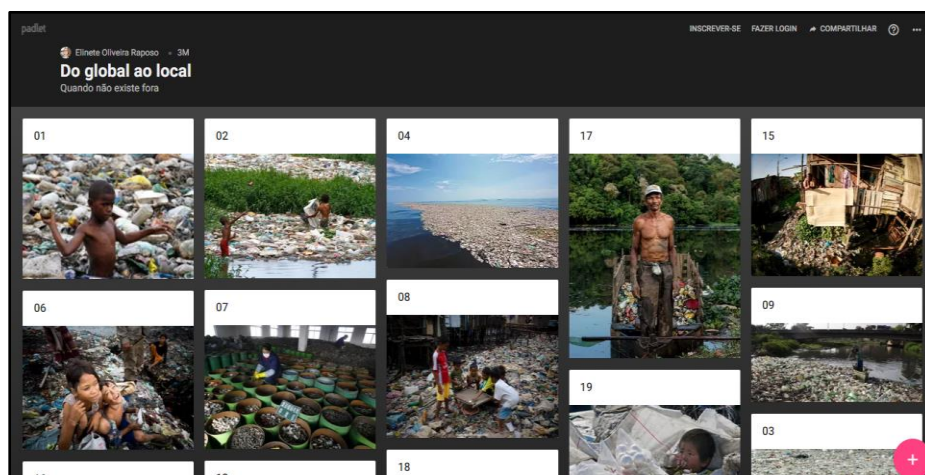 padlet
INSCREVER-SE FAZER LOGIN COMPARTILHAR
Elinete Oliveira Raposo • 3M
Do global ao local
Quando não existe fora
01
02
04
17
15
06
07
08
09
19
03
18